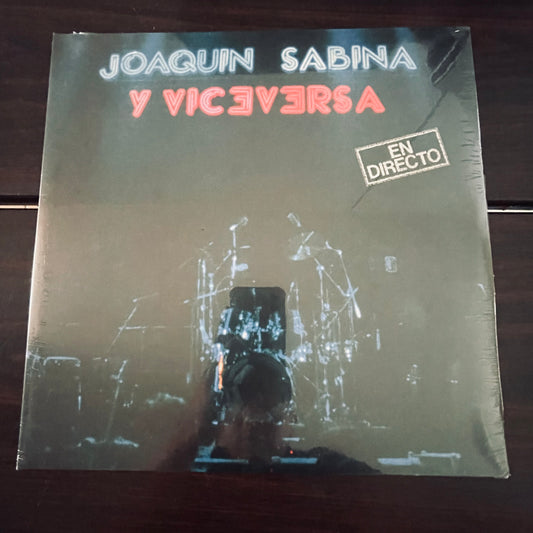 JOAQUIN SABINA
Y VICEVERSA
EN
DIRECTO